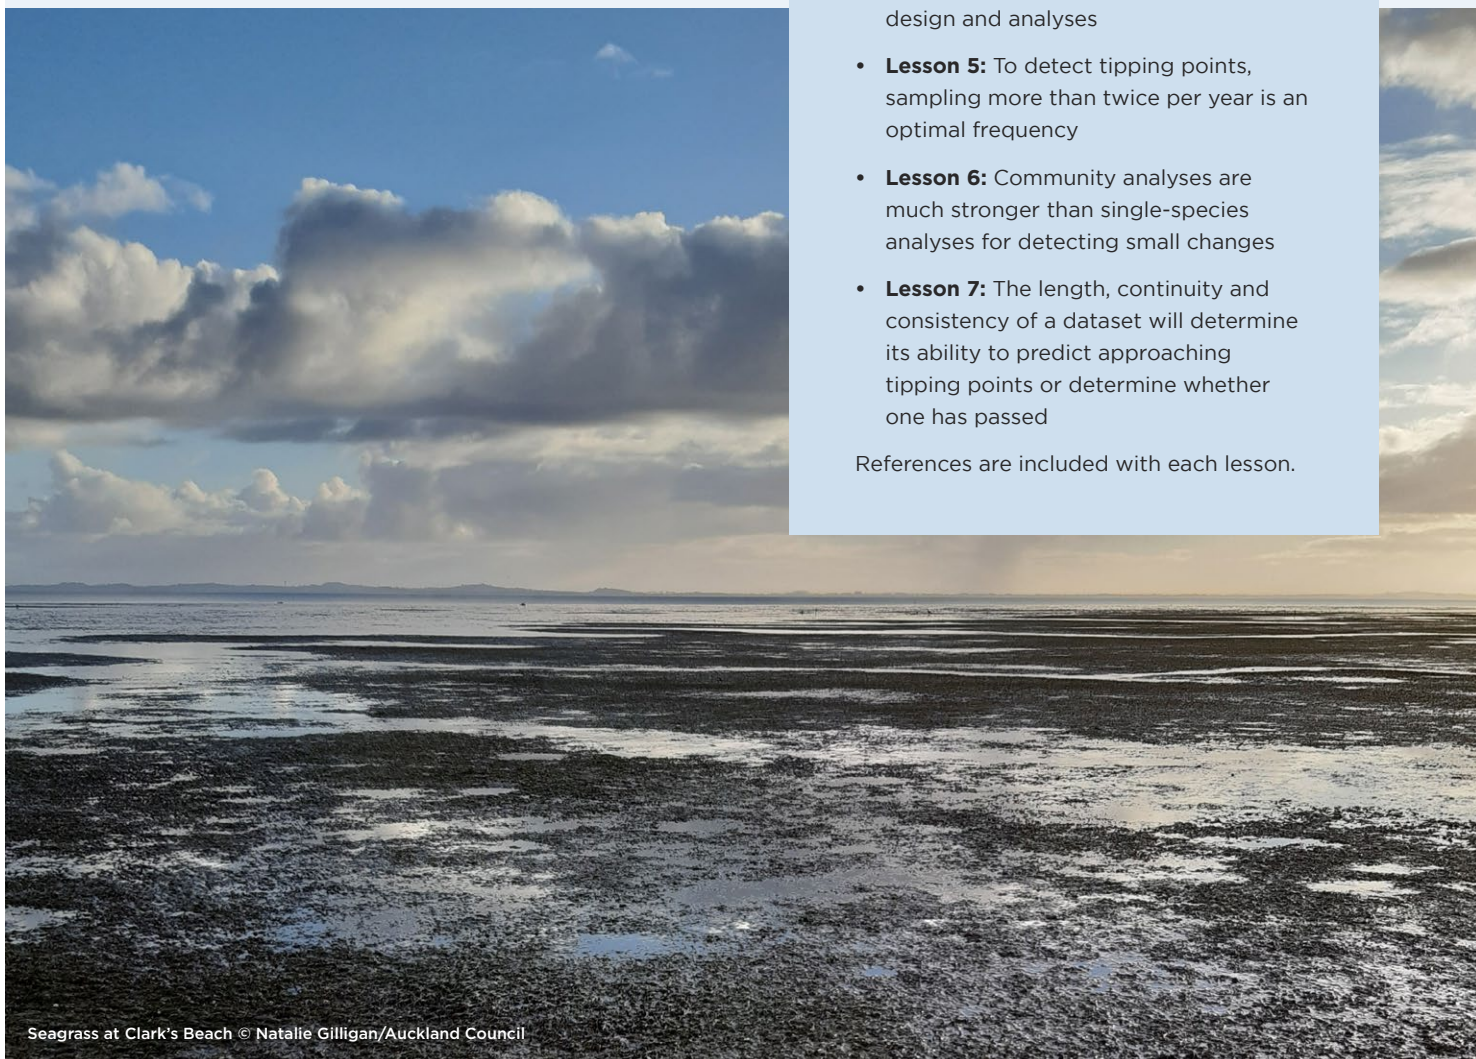 design and analyses
• Lesson 5: To detect tipping points,
sampling more than twice per year is an
optimal frequency
• Lesson 6: Community analyses are
much stronger than single-species
analyses for detecting small changes
• Lesson 7: The length, continuity and
consistency of a dataset will determine
its ability to predict approaching
tipping points or determine whether
one has passed
References are included with each lesson.
Seagrass at Clark's Beach © Natalie Gilligan/Auckland Council